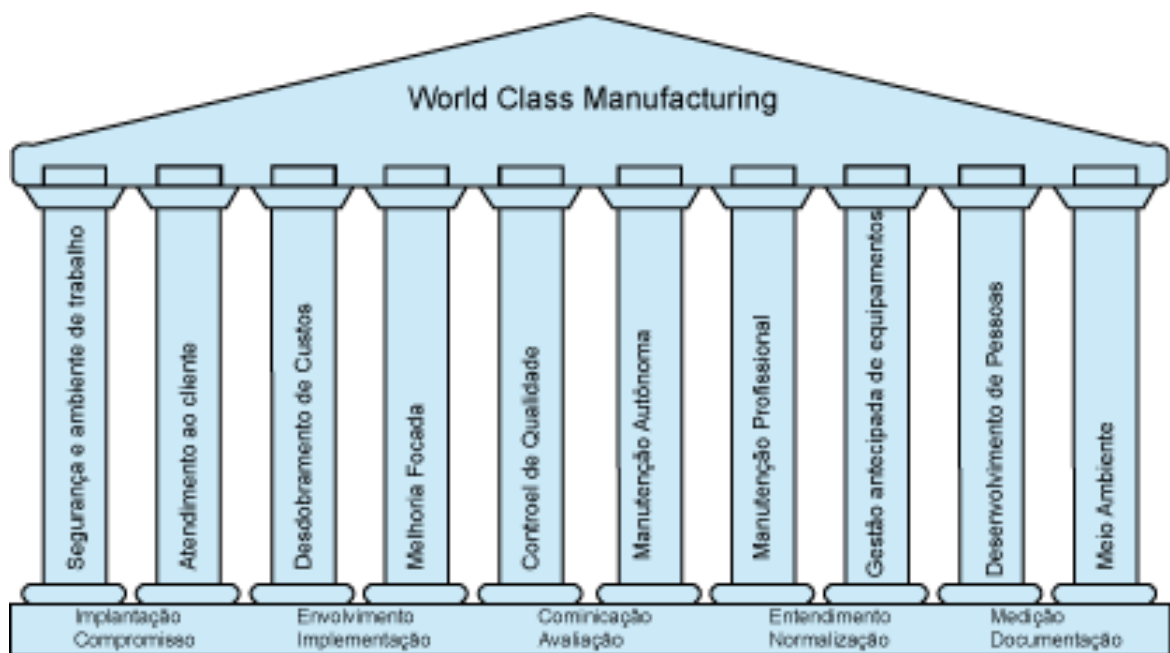 World Class Manufacturing
Segurança e ambiente de trabalho
Atendimento ao cliente
Desdobramento de Custos
Melhoria Focada
Controel de Qualidade
Manutenção Autônoma
Manutenção Profissional
Gestão antecipada de equipamentos
Desenvolvimento de Pessoas
Meio Ambiente
Implantação Envolvimento Cominicação Entendimento Medição
Compromisso Implementação Avaliação Normalização Documentação